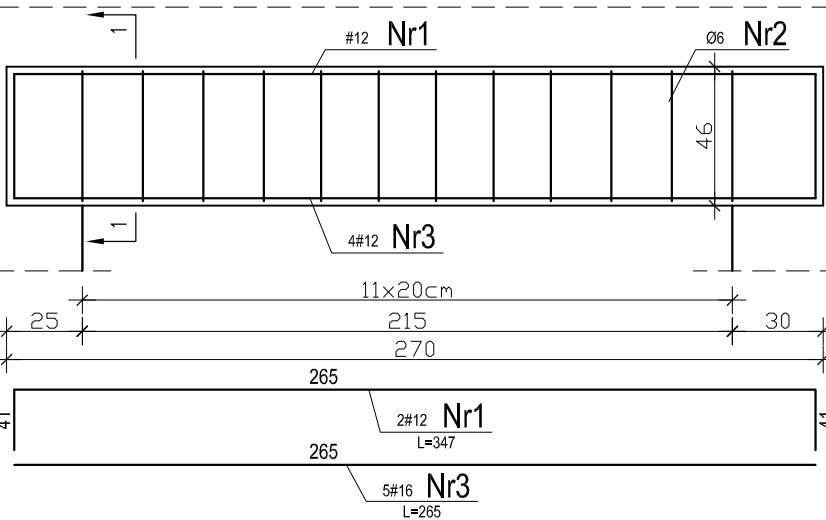 1
#12 Nr1
Ø6 Nr2
46
1
4#12 Nr3
11x20cm
25 215 30
270
265
41 41
2#12 Nr1
L=347
265
5#16 Nr3
L=265